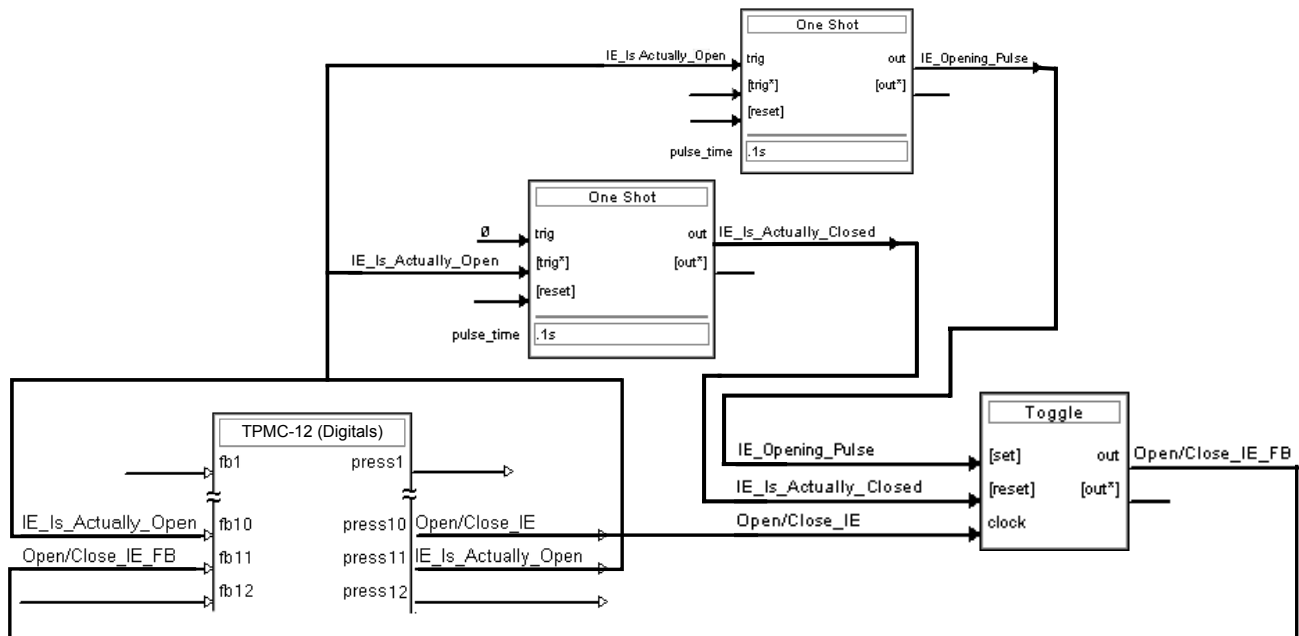 One Shot
IE_Is Actually_Open trig out IE_Opening_Pulse
[trig*] [out*]
[reset]
pulse_time .1s
One Shot
Ø trig out IE_Is_Actually_Closed
IE_Is_Actually_Open [trig*] [out*]
[reset]
pulse_time .1s
TPMC-12 (Digitals)
fb1 press1
IE_Is_Actually_Open fb10 press10 Open/Close_IE
Open/Close_IE_FB fb11 press11 IE_Is_Actually_Open
fb12 press12
Toggle
IE_Opening_Pulse [set] out Open/Close_IE_FB
IE_Is_Actually_Closed [reset] [out*]
Open/Close_IE clock